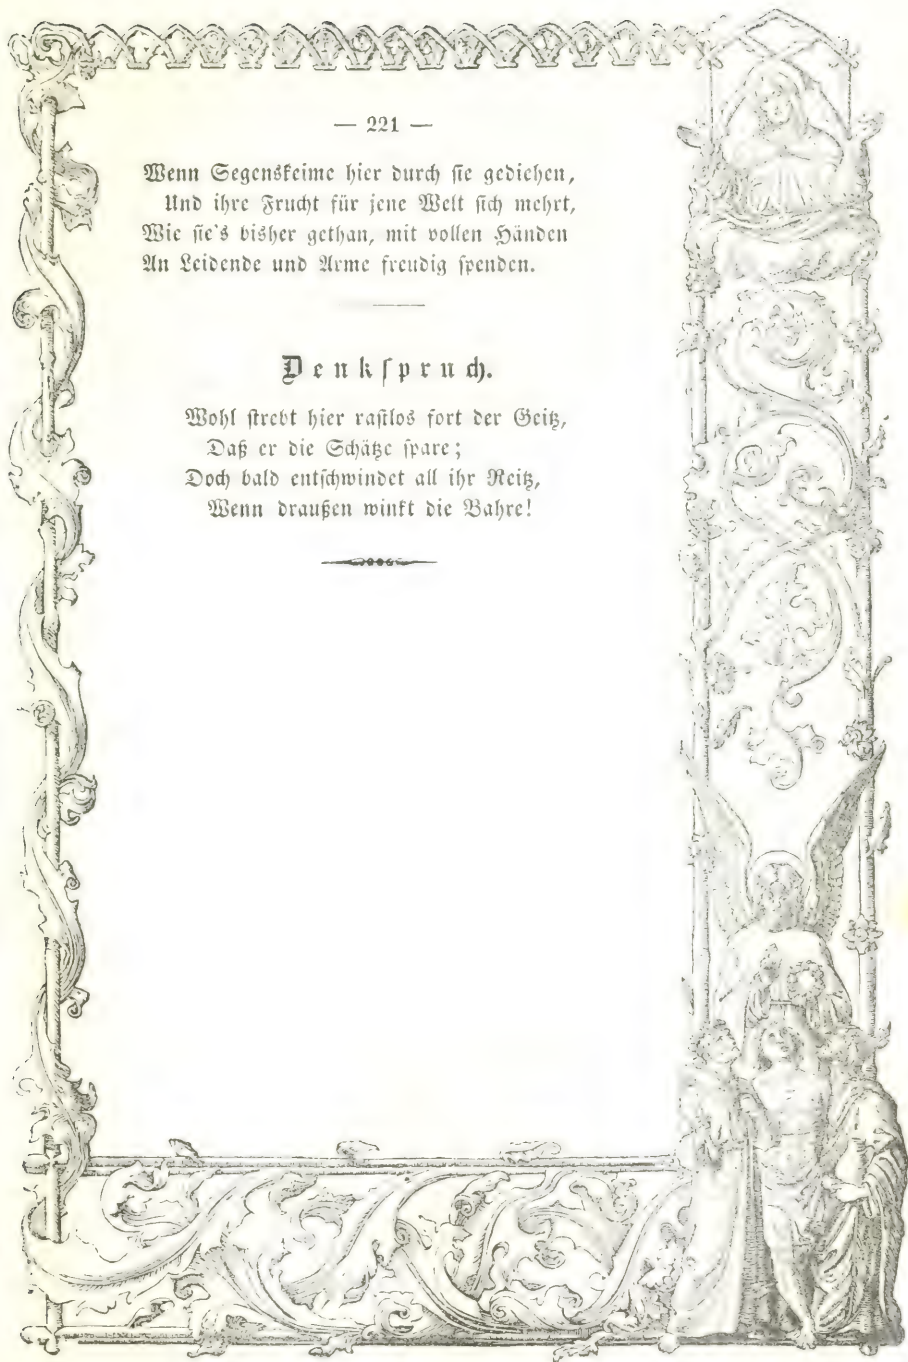 — 221 —
Wenn Segenskeime hier durch sie gediehen,
Und ihre Frucht für jene Welt sich mehrt,
Wie sie's bisher gethan, mit vollen Händen
An Leidende und Arme freudig spenden.
Denkspruch.
Wohl strebt hier rastlos fort der Geitz,
Daß er die Schätze spare;
Doch bald entschwindet all ihr Reitz,
Wenn draußen winkt die Bahre!